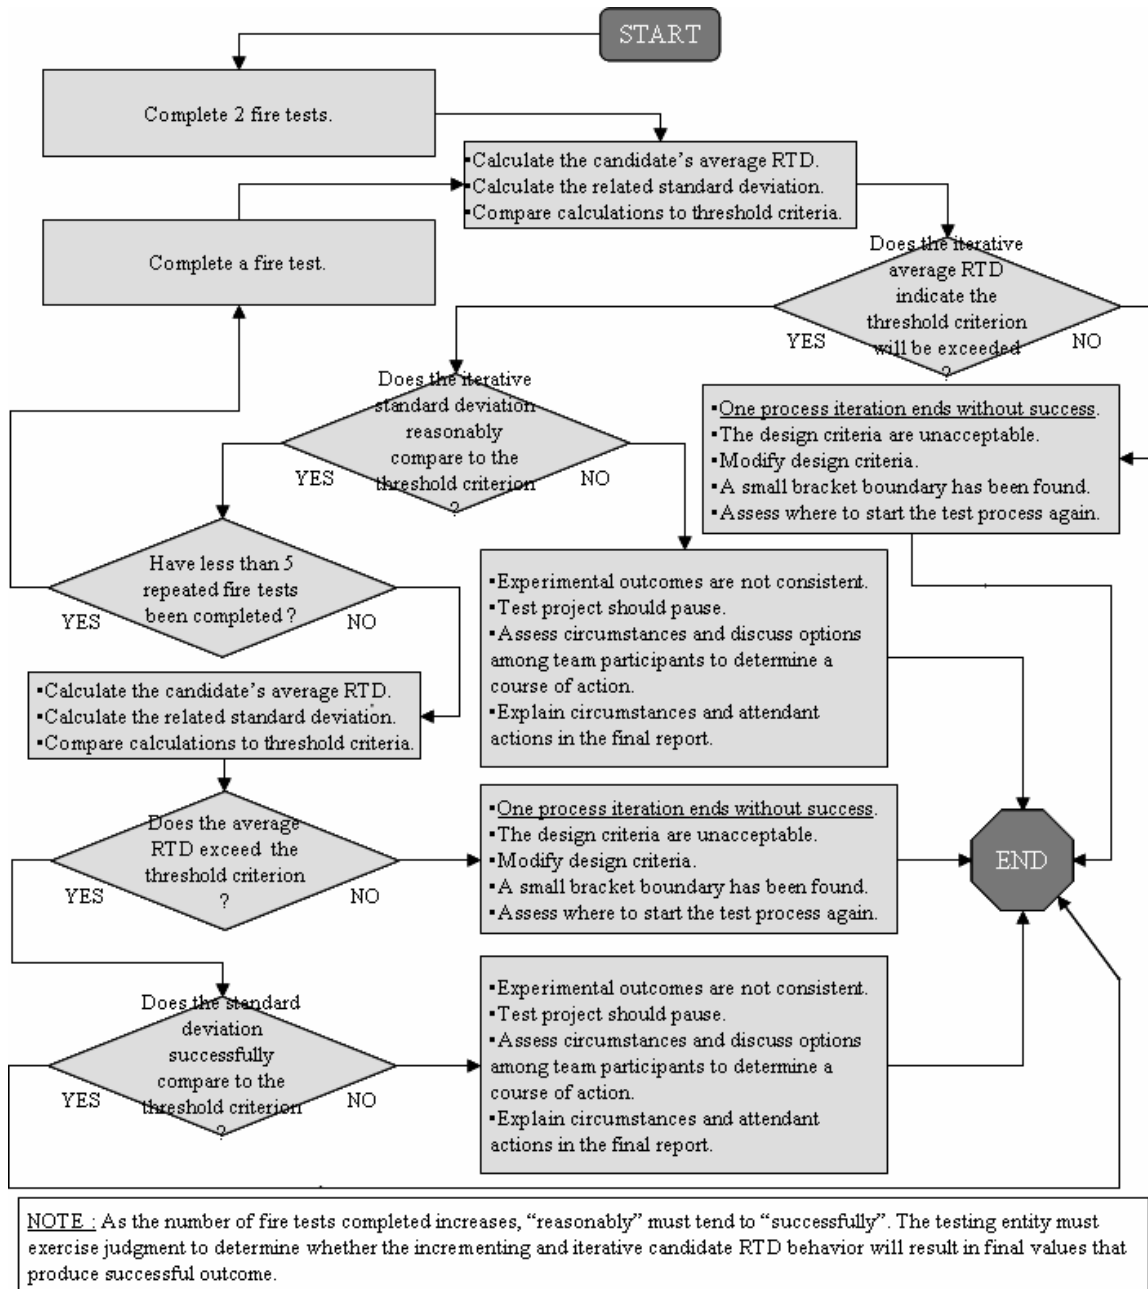 START
Complete 2 fire tests.
▪Calculate the candidate's average RTD.
▪Calculate the related standard deviation.
▪Compare calculations to threshold criteria.
Complete a fire test.
Does the iterative
average RTD
indicate the
threshold criterion
will be exceeded
?
YES
NO
Does the iterative
standard deviation
reasonably
compare to the
threshold criterion
?
YES
NO
▪One process iteration ends without success.
▪The design criteria are unacceptable.
▪Modify design criteria.
▪A small bracket boundary has been found.
▪Assess where to start the test process again.
Have less than 5
repeated fire tests
been completed ?
YES
NO
▪Experimental outcomes are not consistent.
▪Test project should pause.
▪Assess circumstances and discuss options
among team participants to determine a
course of action.
▪Explain circumstances and attendant
actions in the final report.
▪Calculate the candidate's average RTD.
▪Calculate the related standard deviation.
▪Compare calculations to threshold criteria.
Does the average
RTD exceed the
threshold criterion
?
YES
NO
▪One process iteration ends without success.
▪The design criteria are unacceptable.
▪Modify design criteria.
▪A small bracket boundary has been found.
▪Assess where to start the test process again.
END
Does the standard
deviation
successfully
compare to the
threshold criterion
?
YES
NO
▪Experimental outcomes are not consistent.
▪Test project should pause.
▪Assess circumstances and discuss options
among team participants to determine a
course of action.
▪Explain circumstances and attendant
actions in the final report.
NOTE : As the number of fire tests completed increases, "reasonably" must tend to "successfully". The testing entity must
exercise judgment to determine whether the incrementing and iterative candidate RTD behavior will result in final values that
produce successful outcome.